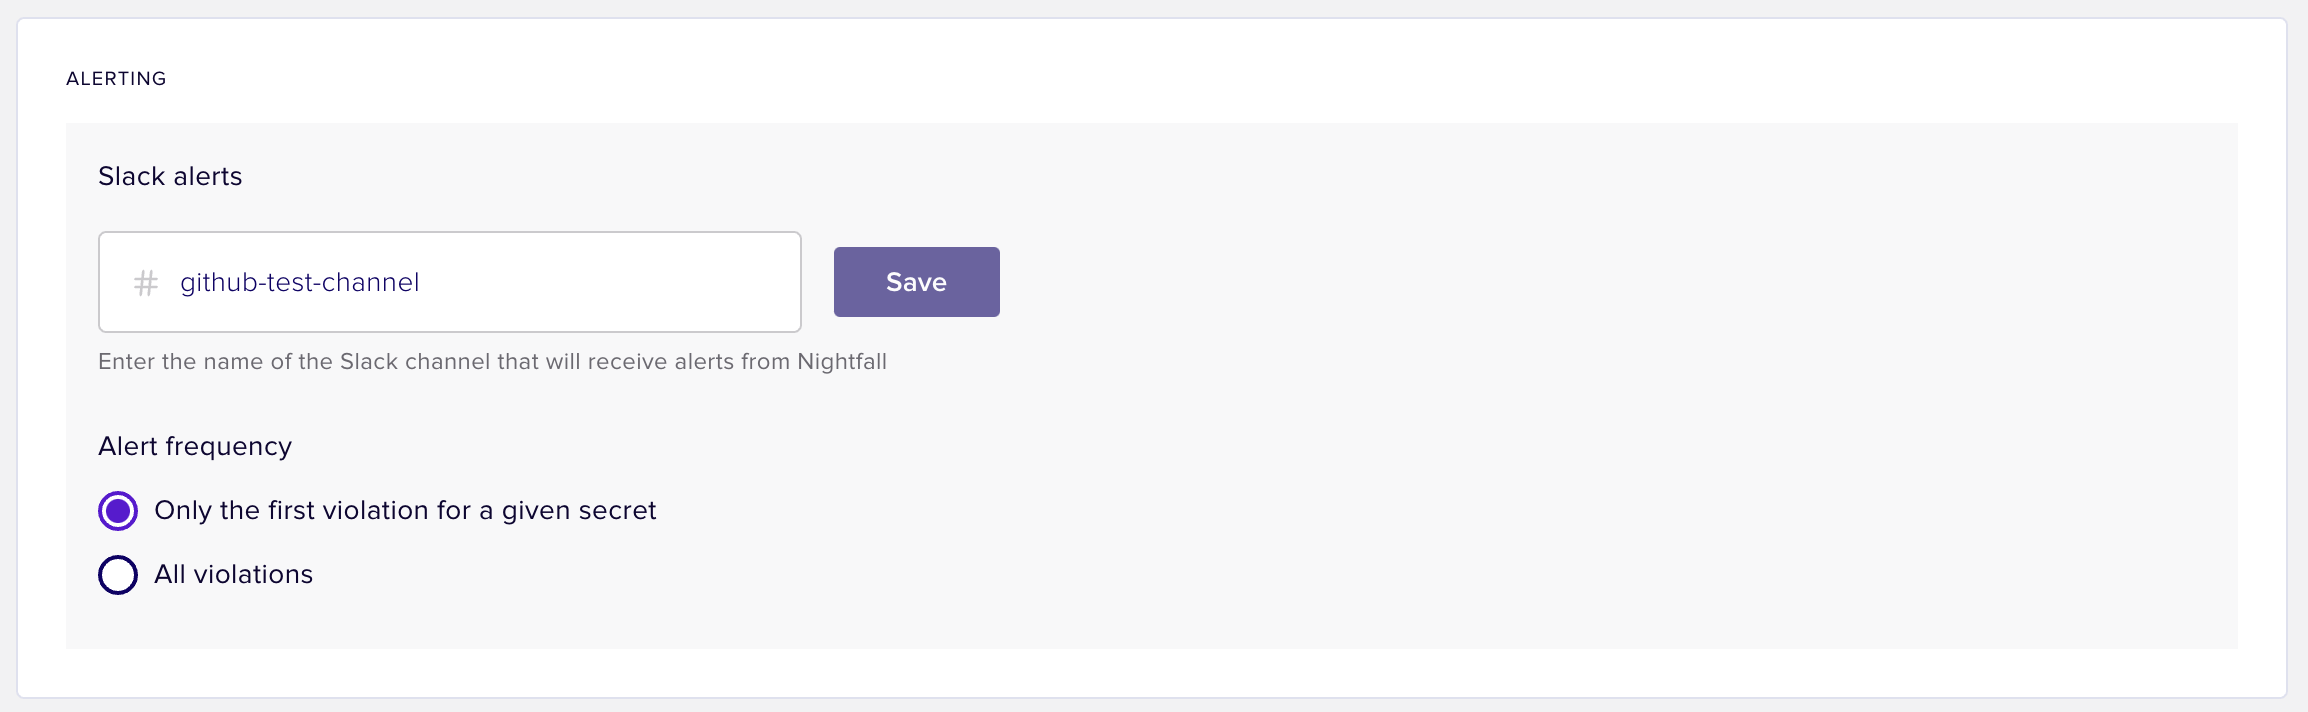 ALERTING
Slack alerts
# github-test-channel
Save
Enter the name of the Slack channel that will receive alerts from Nightfall
Alert frequency
Only the first violation for a given secret
All violations